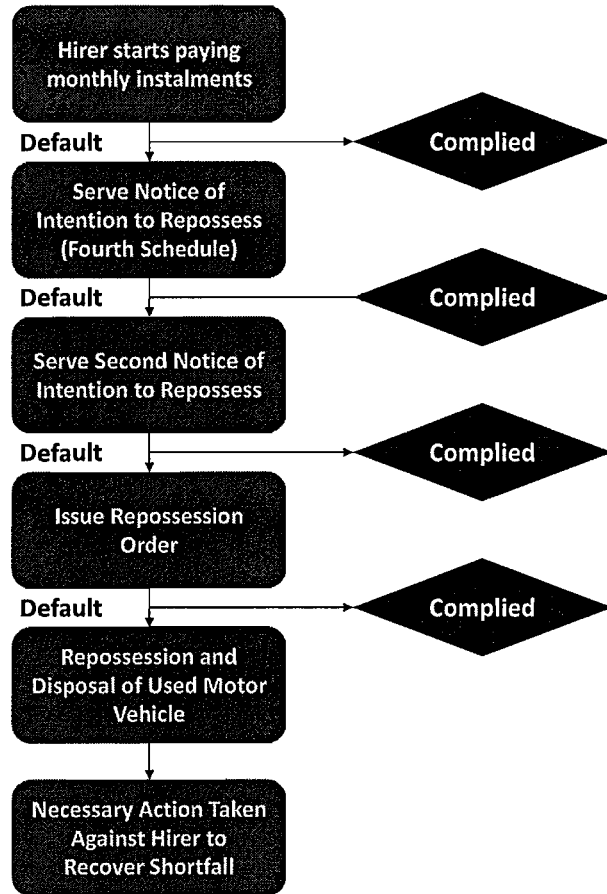 Hirer starts paying
monthly instalments
Default
Complied
Serve Notice of
Intention to Repossess
(Fourth Schedule)
Default
Complied
Serve Second Notice of
Intention to Repossess
Default
Complied
Issue Repossession
Order
Default
Complied
Repossession and
Disposal of Used Motor
Vehicle
Necessary Action Taken
Against Hirer to
Recover Shortfall